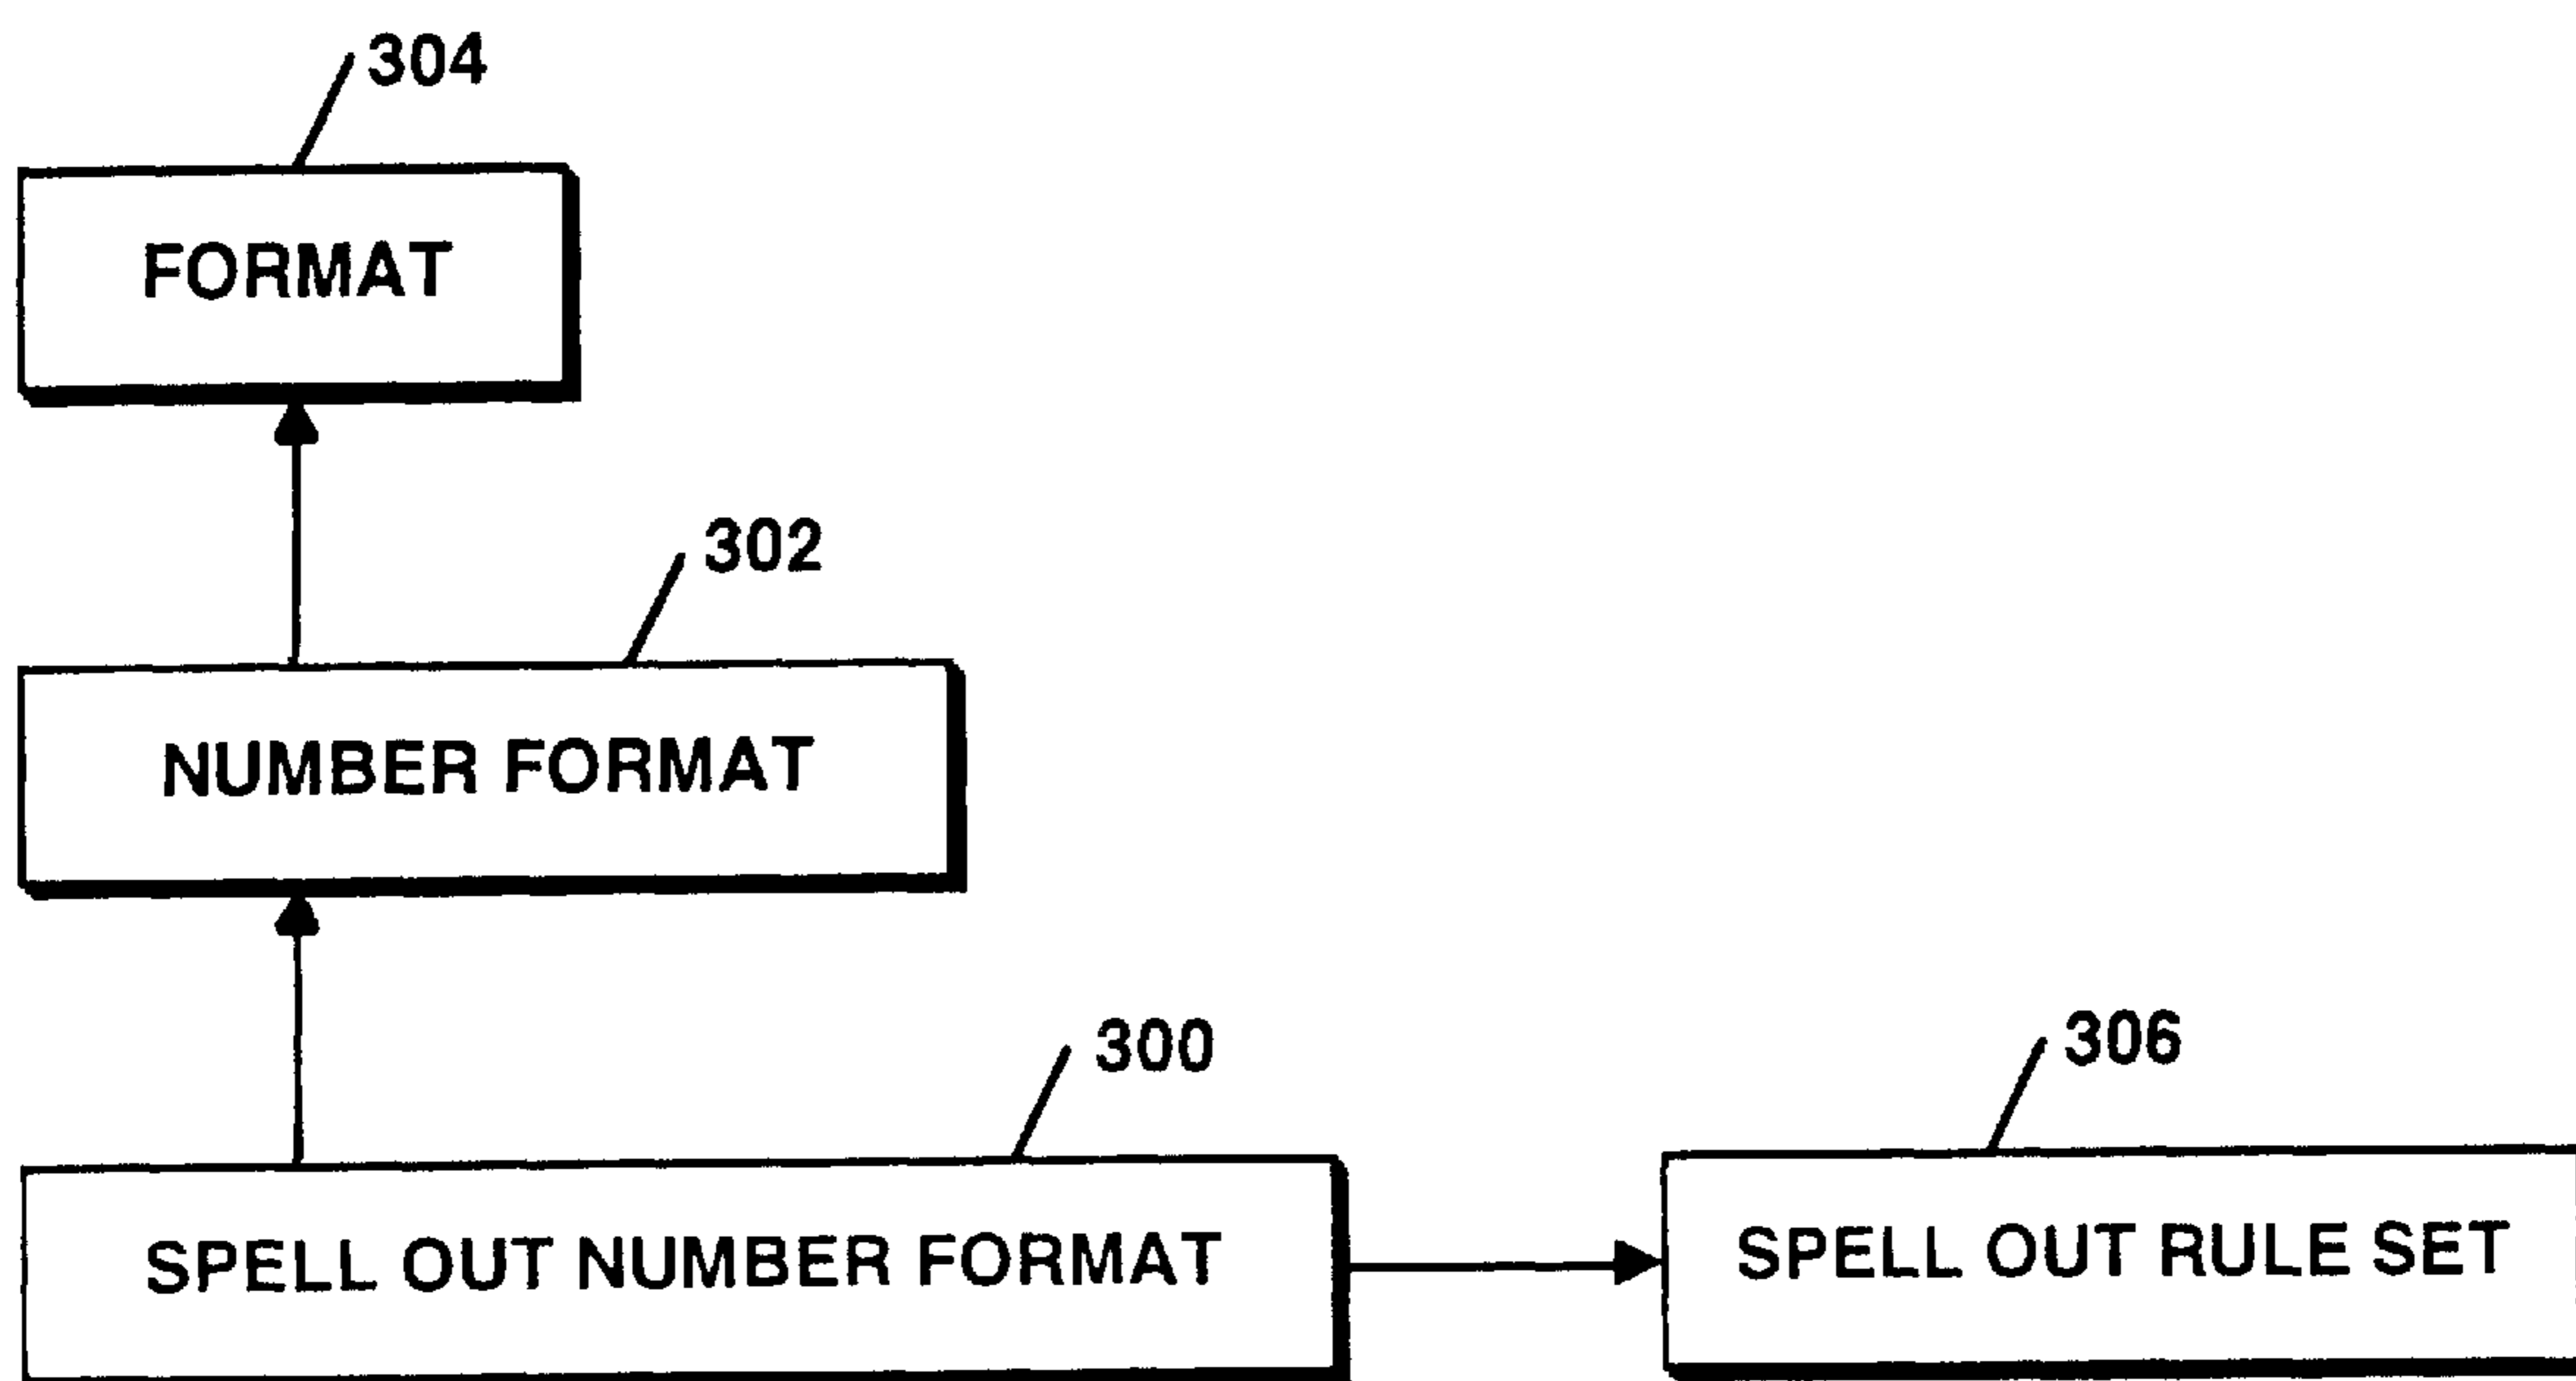 304
FORMAT
302
NUMBER FORMAT
300
306
SPELL OUT NUMBER FORMAT
SPELL OUT RULE SET